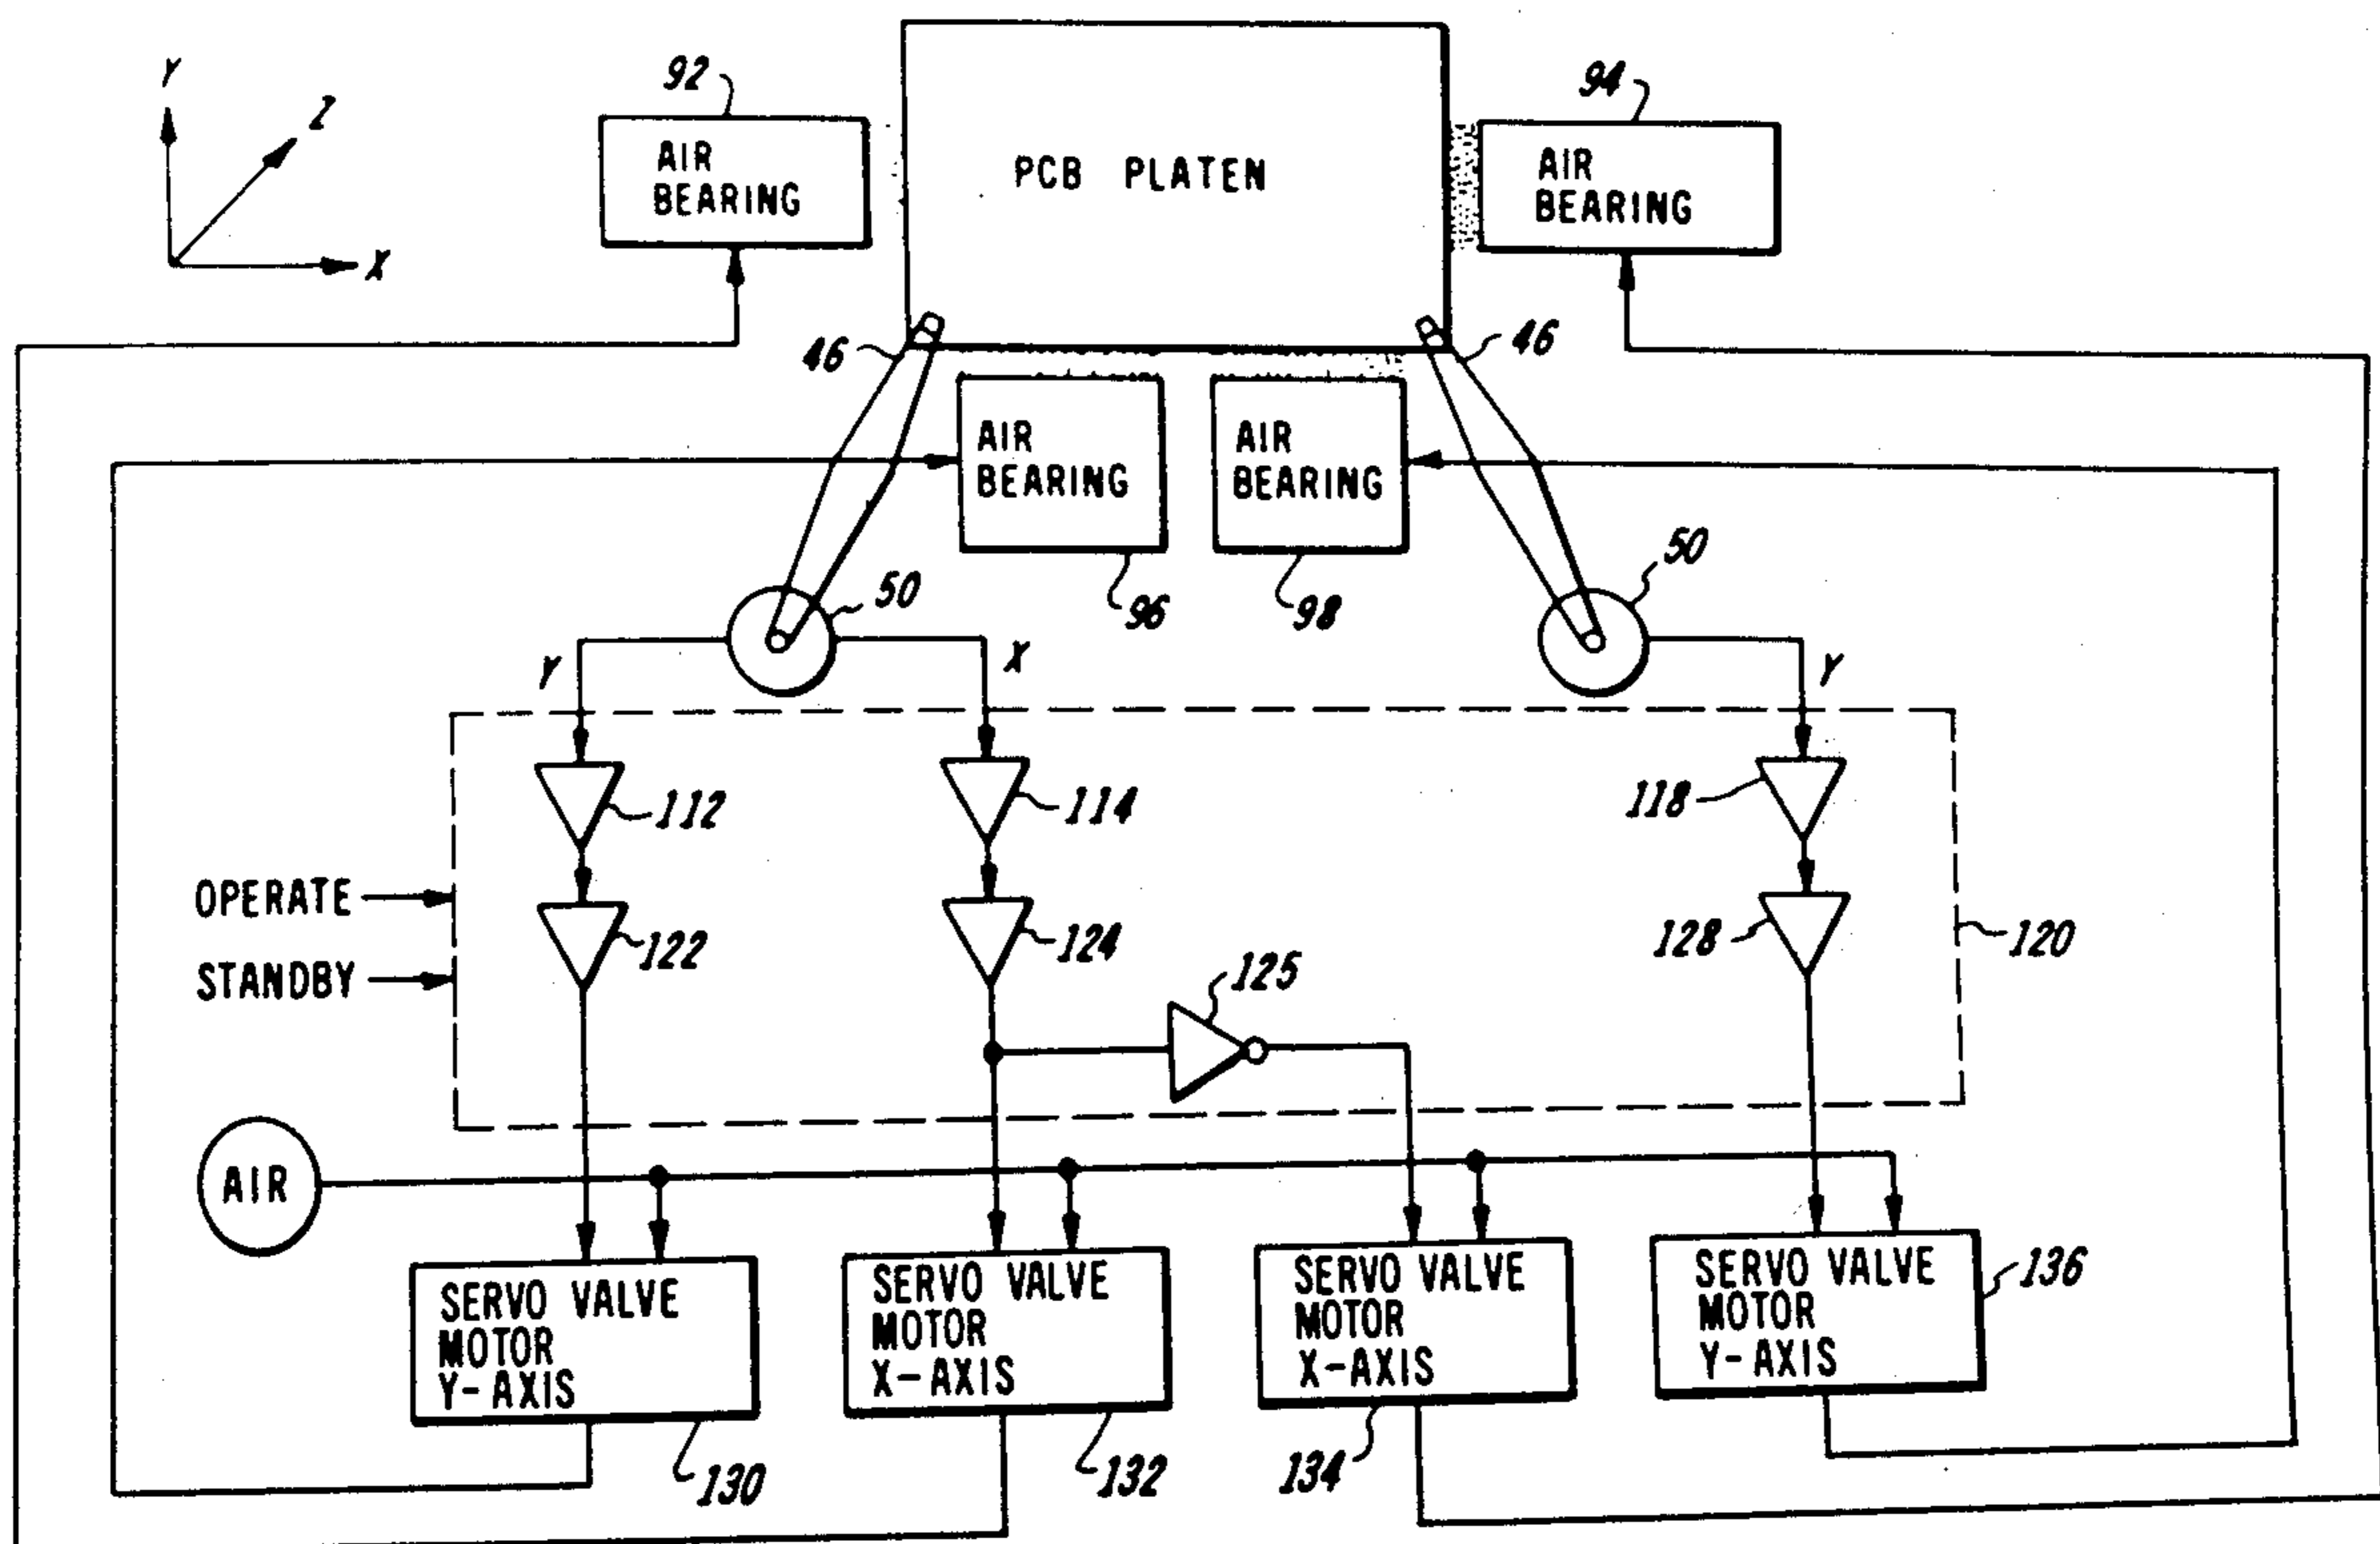 Y
Z
X
92
AIR
BEARING
PCB PLATEN
94
AIR
BEARING
46
46
AIR
BEARING
AIR
BEARING
96
98
50
50
Y
X
Y
112
114
118
OPERATE
STANDBY
122
124
125
128
120
AIR
SERVO VALVE
MOTOR
Y-AXIS
130
SERVO VALVE
MOTOR
X-AXIS
132
SERVO VALVE
MOTOR
X-AXIS
134
SERVO VALVE
MOTOR
Y-AXIS
136